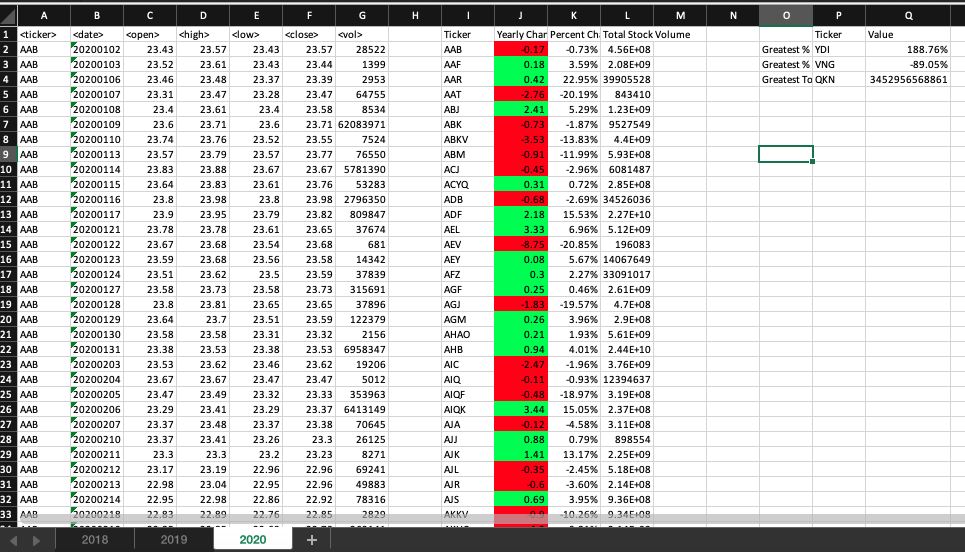 A B C D E F G H I J K L M N O P Q
1 <ticker> <date> <open> <high> <low> <close> <vol> Ticker Yearly Chan Percent Ch Total Stock Volume Ticker Value
2 AAB 20200102 23.43 23.57 23.43 23.57 28522 AAB -0.17 -0.73% 4.56E+08 Greatest % YDI 188.76%
3 AAB 20200103 23.52 23.61 23.43 23.44 1399 AAF 0.18 3.59% 2.08E+09 Greatest % VNG -89.05%
4 AAB 20200106 23.46 23.48 23.37 23.39 2953 AAR 0.42 22.95% 39905528 Greatest To QKN 3452956568861
5 AAB 20200107 23.31 23.47 23.28 23.47 64755 AAT -2.76 -20.19% 843410
6 AAB 20200108 23.4 23.61 23.4 23.58 8534 ABJ 2.41 5.29% 1.23E+09
7 AAB 20200109 23.6 23.71 23.6 23.71 62083971 ABK -0.73 -1.87% 9527549
8 AAB 20200110 23.74 23.76 23.52 23.55 7524 ABKV -3.53 -13.83% 4.4E+09
9 AAB 20200113 23.57 23.79 23.57 23.77 76550 ABM -0.91 -11.99% 5.93E+08
10 AAB 20200114 23.83 23.88 23.67 23.67 5781390 ACJ -0.45 -2.96% 6081487
11 AAB 20200115 23.64 23.83 23.61 23.76 53283 ACYQ 0.31 0.72% 2.85E+08
12 AAB 20200116 23.8 23.98 23.8 23.98 2796350 ADB -0.68 -2.69% 34526036
13 AAB 20200117 23.9 23.95 23.79 23.82 809847 ADF 2.18 15.53% 2.27E+10
14 AAB 20200121 23.78 23.78 23.61 23.65 37674 AEL 3.33 6.96% 5.12E+09
15 AAB 20200122 23.67 23.68 23.54 23.68 681 AEV -8.75 -20.85% 196083
16 AAB 20200123 23.59 23.68 23.56 23.58 14342 AEY 0.08 5.67% 14067649
17 AAB 20200124 23.51 23.62 23.5 23.59 37839 AFZ 0.3 2.27% 33091017
18 AAB 20200127 23.58 23.73 23.58 23.73 315691 AGF 0.25 0.46% 2.61E+09
19 AAB 20200128 23.8 23.81 23.65 23.65 37896 AGJ -1.83 -19.57% 4.7E+08
20 AAB 20200129 23.64 23.7 23.51 23.59 122379 AGM 0.26 3.96% 2.9E+08
21 AAB 20200130 23.58 23.58 23.31 23.32 2156 AHAO 0.21 1.93% 5.61E+09
22 AAB 20200131 23.38 23.53 23.38 23.53 6958347 AHB 0.94 4.01% 2.44E+10
23 AAB 20200203 23.53 23.62 23.46 23.62 19206 AIC -2.47 -1.96% 3.76E+09
24 AAB 20200204 23.67 23.67 23.47 23.47 5012 AIQ -0.11 -0.93% 12394637
25 AAB 20200205 23.47 23.49 23.32 23.33 353963 AIQF -0.48 -18.97% 3.19E+08
26 AAB 20200206 23.29 23.41 23.29 23.37 6413149 AIQK 3.44 15.05% 2.37E+08
27 AAB 20200207 23.37 23.48 23.37 23.38 70645 AJA -0.12 -4.58% 3.11E+08
28 AAB 20200210 23.37 23.41 23.26 23.3 26125 AJJ 0.88 0.79% 898554
29 AAB 20200211 23.3 23.3 23.2 23.23 8271 AJK 1.41 13.17% 2.25E+09
30 AAB 20200212 23.17 23.19 22.96 22.96 69241 AJL -0.35 -2.45% 5.18E+08
31 AAB 20200213 22.98 23.04 22.95 22.96 49883 AJR -0.6 -3.60% 2.14E+08
32 AAB 20200214 22.95 22.98 22.86 22.92 78316 AJS 0.69 3.95% 9.36E+08
33 AAB 20200218 22.83 22.89 22.76 22.85 2829 AKKV -0.9 -10.26% 9.34E+08
2018 2019 2020 +